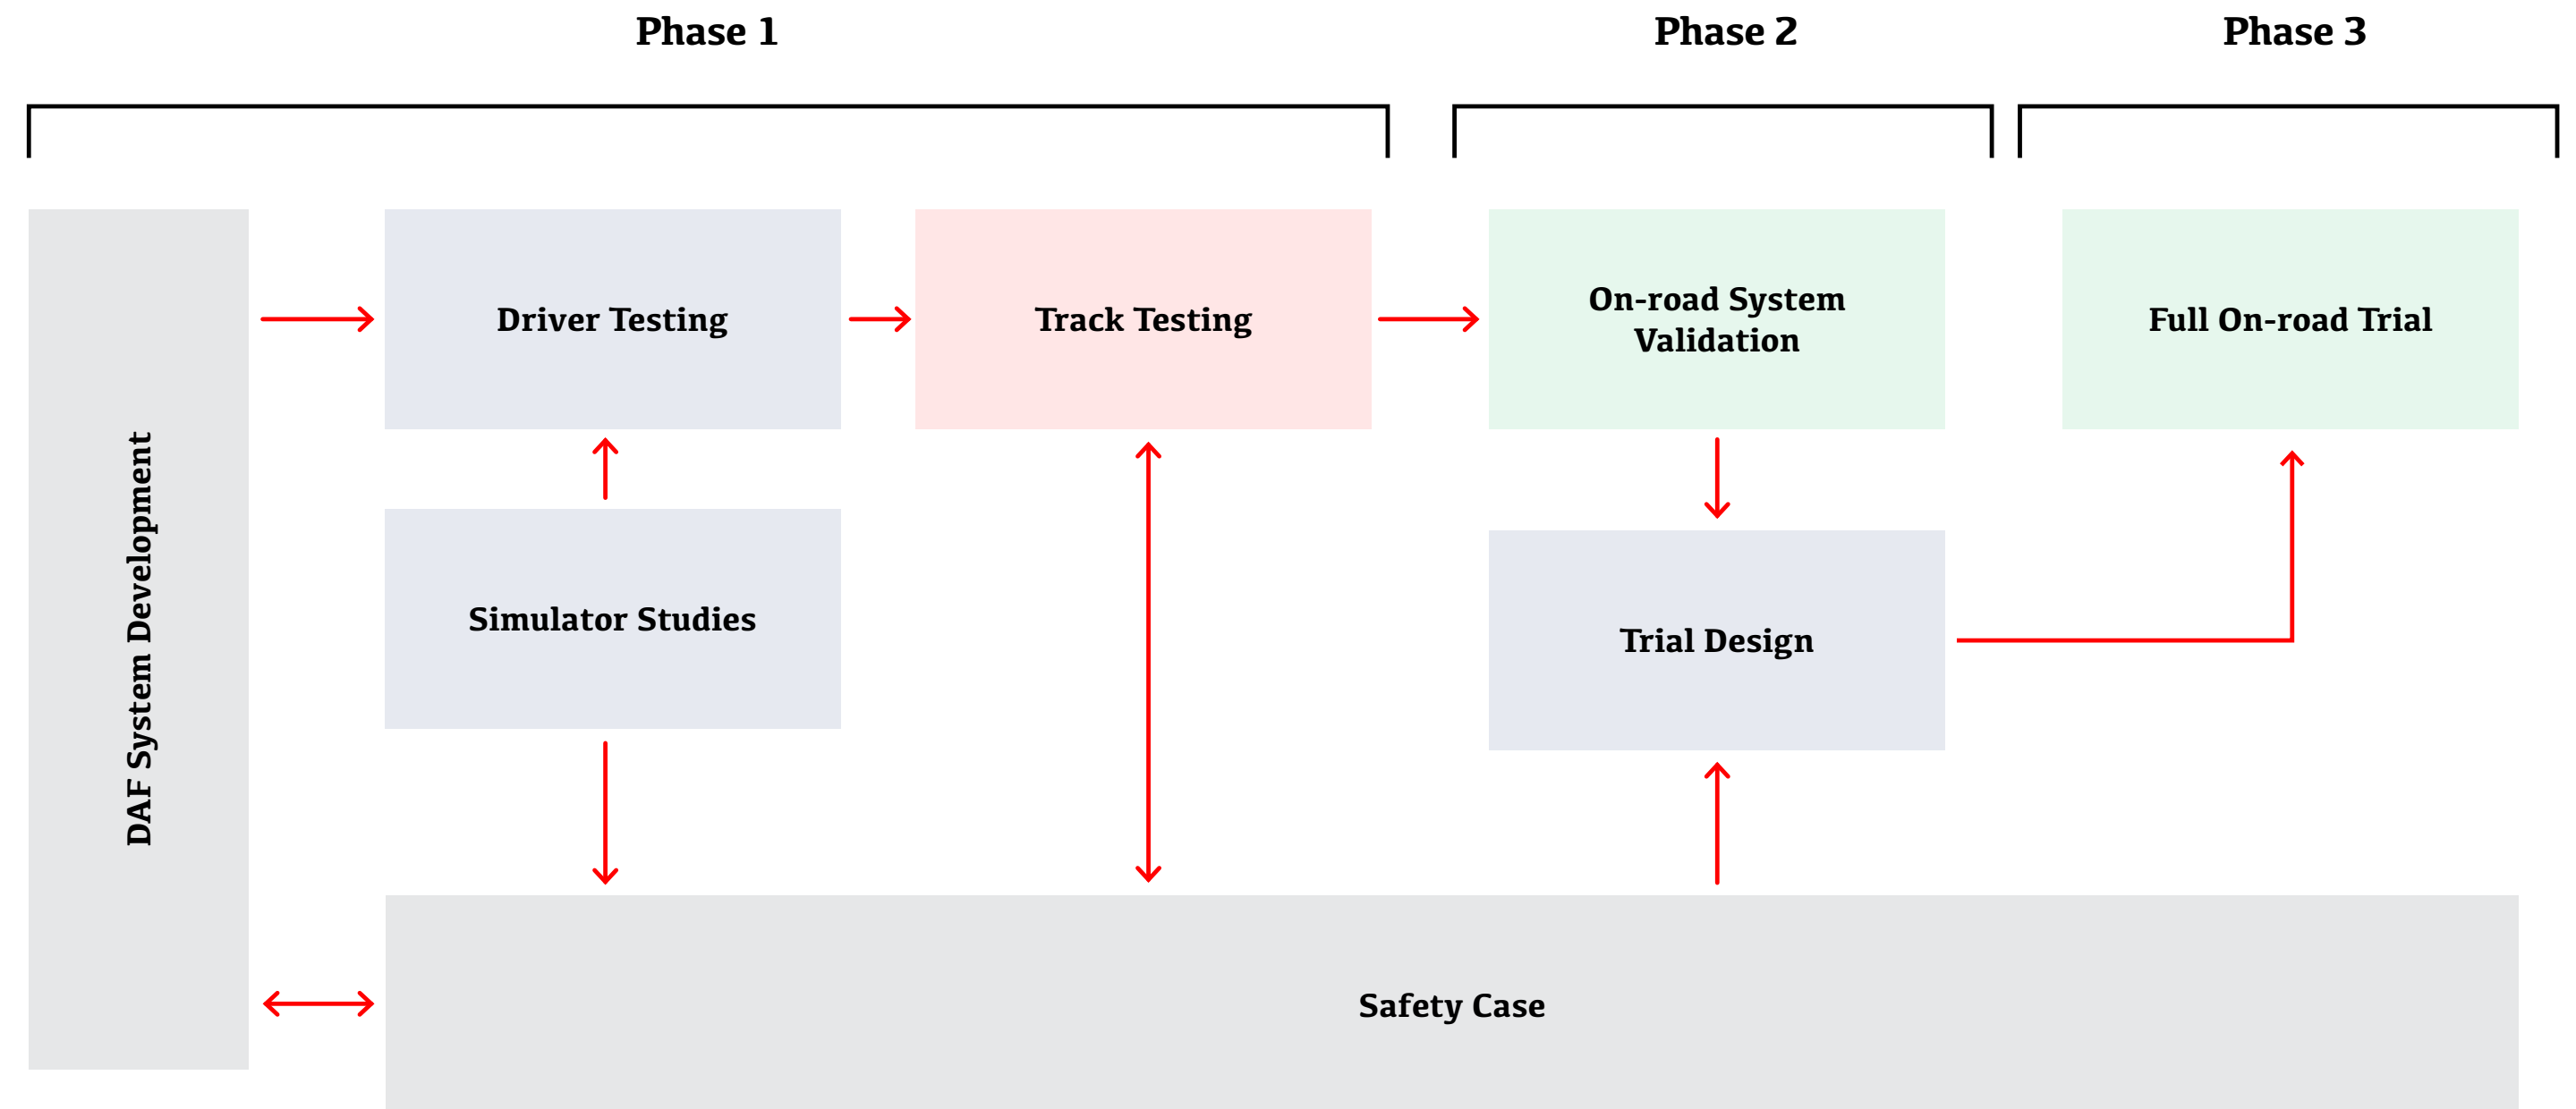 Phase 1
Phase 2
Phase 3
DAF System Development
Driver Testing
Track Testing
On-road System
Validation
Full On-road Trial
Simulator Studies
Trial Design
Safety Case